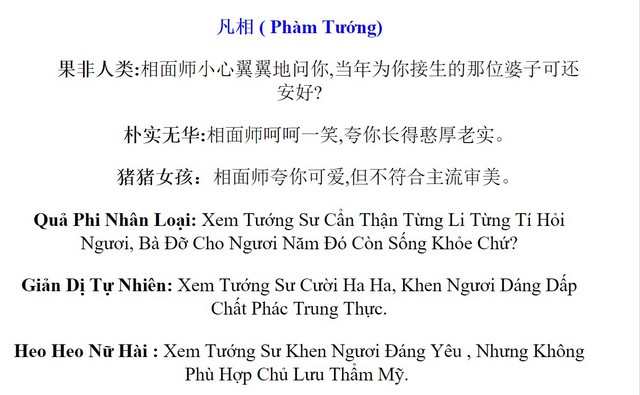 凡相 ( Phàm Tướng)
果非人类:相面师小心翼翼地问你,当年为你接生的那位婆子可还
安好?
朴实无华:相面师呵呵一笑,夸你长得憨厚老实。
猪猪女孩：相面师夸你可爱,但不符合主流审美。
Quả Phi Nhân Loại: Xem Tướng Sư Cẩn Thận Từng Li Từng Tí Hỏi
Ngươi, Bà Đỡ Cho Ngươi Năm Đó Còn Sống Khỏe Chứ?
Giản Dị Tự Nhiên: Xem Tướng Sư Cười Ha Ha, Khen Ngươi Dáng Dấp
Chất Phác Trung Thực.
Heo Heo Nữ Hài : Xem Tướng Sư Khen Ngươi Đáng Yêu , Nhưng Không
Phù Hợp Chủ Lưu Thẩm Mỹ.